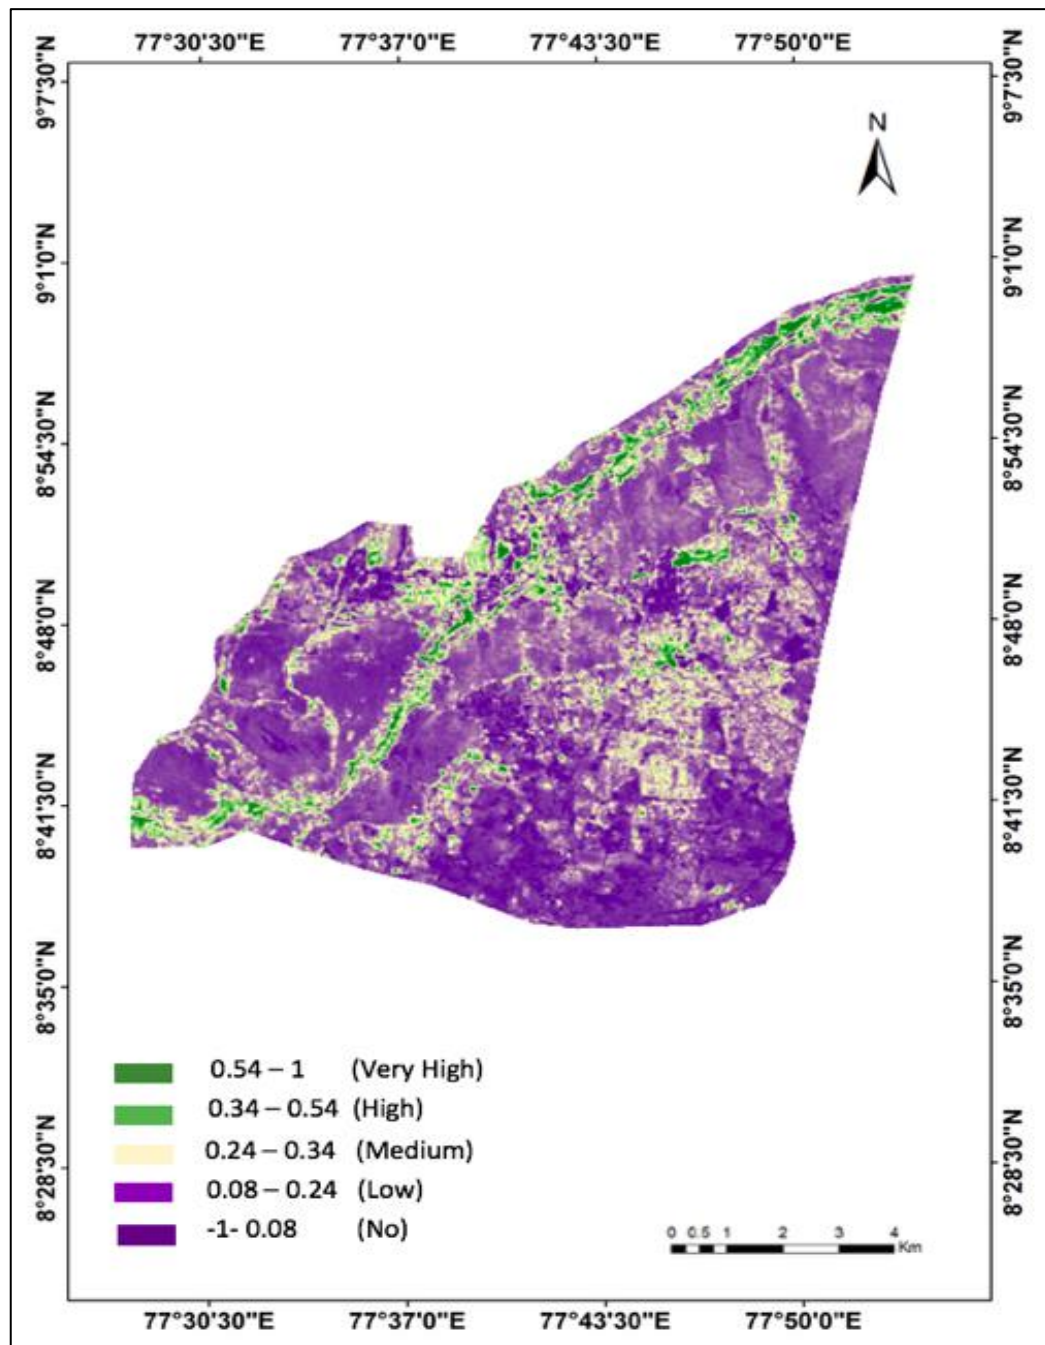 77°30'30"E 77°37'0"E 77°43'30"E 77°50'0"E
9°7'30"N 9°7'30"N
N
9°1'0"N 9°1'0"N
8°54'30"N 8°54'30"N
8°48'0"N 8°48'0"N
8°41'30"N 8°41'30"N
8°35'0"N 8°35'0"N
0.54 – 1 (Very High)
0.34 – 0.54 (High)
0.24 – 0.34 (Medium)
8°28'30"N 8°28'30"N
0.08 – 0.24 (Low)
-1- 0.08 (No)
0 0.5 1 2 3 4
Km
77°30'30"E 77°37'0"E 77°43'30"E 77°50'0"E